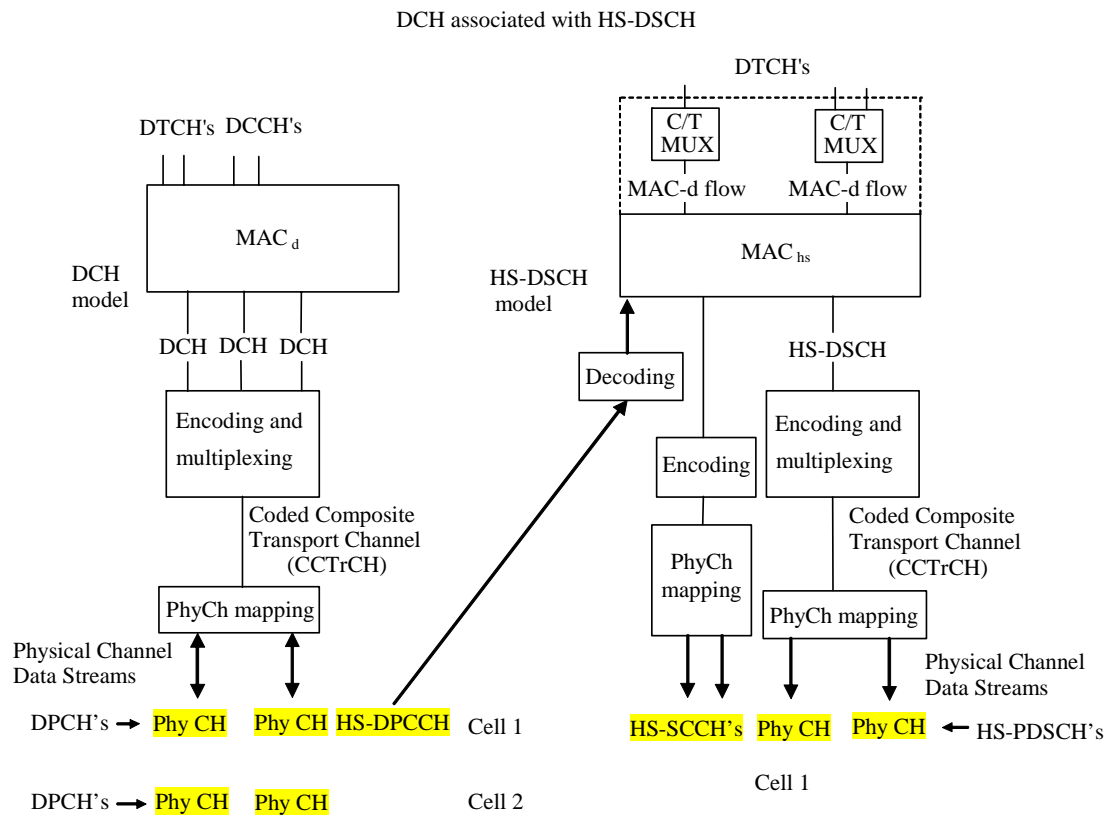 DCH associated with HS-DSCH
DTCH's DCCH's
MAC d
DCH
model
DCH DCH DCH
Encoding and
multiplexing
Coded Composite
Transport Channel
(CCTrCH)
PhyCh mapping
Physical Channel
Data Streams
DPCH's Phy CH Phy CH HS-DPCCH Cell 1
DPCH's Phy CH Phy CH Cell 2
DTCH's
C/T
MUX
C/T
MUX
MAC-d flow MAC-d flow
MAC hs
HS-DSCH
model
Decoding
HS-DSCH
Encoding
Encoding and
multiplexing
Coded Composite
Transport Channel
(CCTrCH)
PhyCh
mapping
PhyCh mapping
Physical Channel
Data Streams
HS-SCCH's Phy CH Phy CH HS-PDSCH's
Cell 1